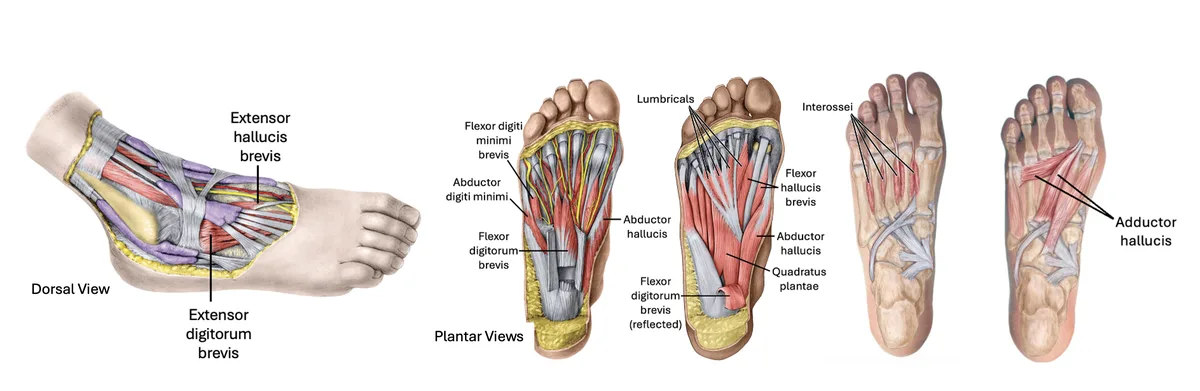 Extensor
hallucis
brevis
Dorsal View
Extensor
digitorum
brevis
Flexor digiti
minimi
brevis
Abductor
digiti minimi
Flexor
digitorum
brevis
Abductor
hallucis
Plantar Views
Lumbricals
Flexor
hallucis
brevis
Abductor
hallucis
Quadratus
plantae
Flexor
digitorum
brevis
(reflected)
Interossei
Adductor
hallucis